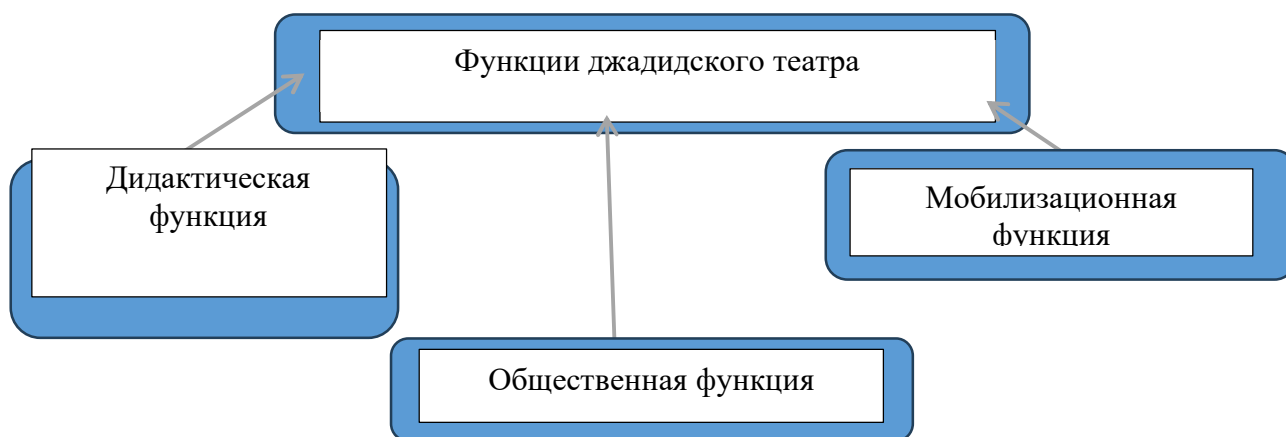 Функции джадидского театра
Дидактическая
функция
Мобилизационная
функция
Общественная функция